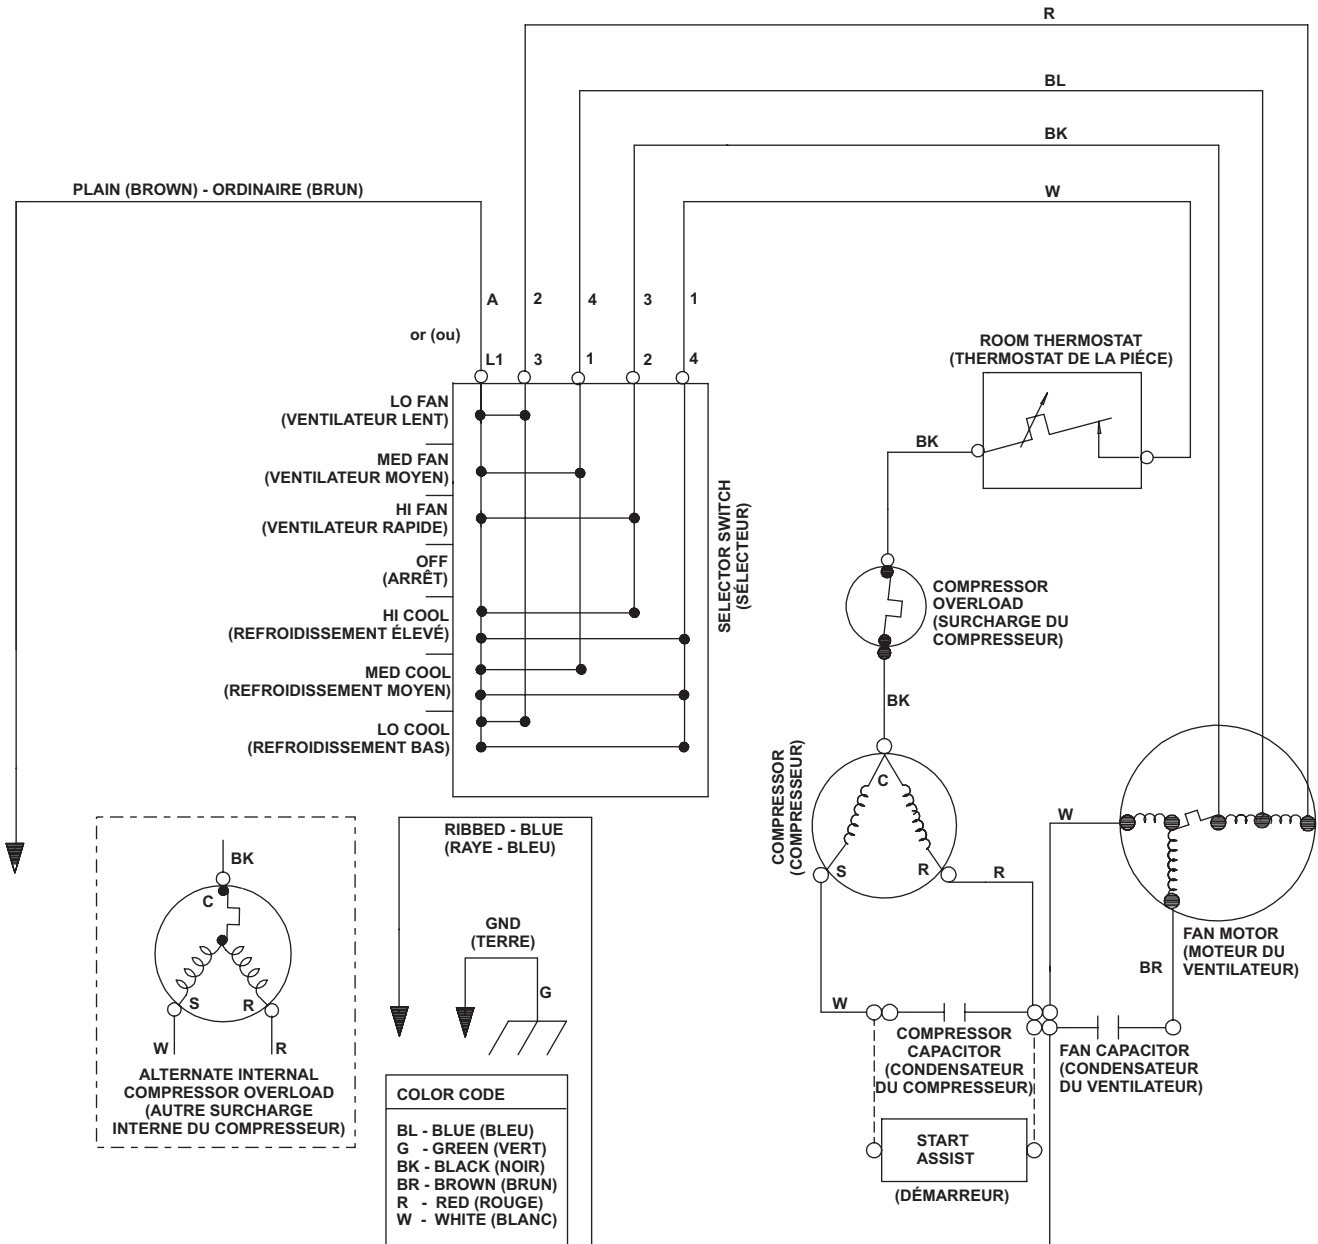 R
BL
BK
PLAIN (BROWN) - ORDINAIRE (BRUN)
W
A 2 4 3 1
or (ou)
L1 3 1 2 4
ROOM THERMOSTAT
(THERMOSTAT DE LA PIÉCE)
LO FAN
(VENTILATEUR LENT)
MED FAN
(VENTILATEUR MOYEN)
HI FAN
(VENTILATEUR RAPIDE)
OFF
(ARRÊT)
HI COOL
(REFROIDISSEMENT ÉLEVÉ)
MED COOL
(REFROIDISSEMENT MOYEN)
LO COOL
(REFROIDISSEMENT BAS)
SELECTOR SWITCH
(SÉLECTEUR)
BK
COMPRESSOR
OVERLOAD
(SURCHARGE DU
COMPRESSEUR)
BK
COMPRESSOR
(COMPRESSEUR)
C
S
R
R
W
W
FAN MOTOR
(MOTEUR DU
VENTILATEUR)
BR
COMPRESSOR
CAPACITOR
(CONDENSATEUR
DU COMPRESSEUR)
FAN CAPACITOR
(CONDENSATEUR
DU VENTILATEUR)
START
ASSIST
(DÉMARREUR)
RIBBED - BLUE
(RAYE - BLEU)
GND
(TERRE)
G
BK
C
S
R
W
R
ALTERNATE INTERNAL
COMPRESSOR OVERLOAD
(AUTRE SURCHARGE
INTERNE DU COMPRESSEUR)
COLOR CODE
BL - BLUE (BLEU)
G - GREEN (VERT)
BK - BLACK (NOIR)
BR - BROWN (BRUN)
R - RED (ROUGE)
W - WHITE (BLANC)